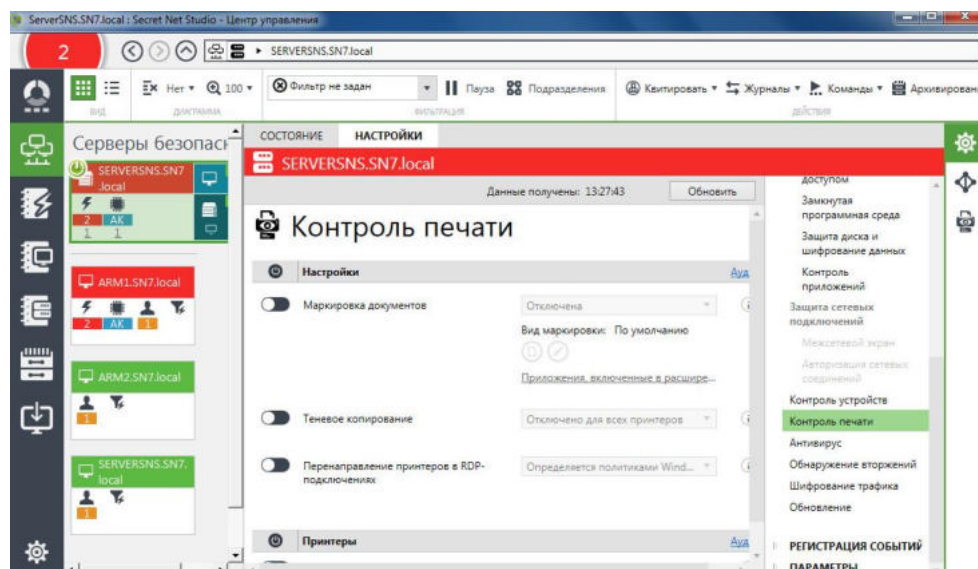 ServerSNS.SN7.local : Secret Net Studio - Центр управления
2
SERVERSNS.SN7.local
Нет
100
Фильтр не задан
Пауза
Подразделения
Квитировать
Журналы
Команды
Архивирован
ВИД
ДИАГРАММА
ФИЛЬТРАЦИЯ
ДЕЙСТВИЯ
Серверы безопасн
SERVERSNS.SN7
.local
2 АК
1 1
ARM1.SN7.local
2 АК 1
ARM2.SN7.local
1
SERVERSNS.SN7.
local
1
СОСТОЯНИЕ
НАСТРОЙКИ
SERVERSNS.SN7.local
Данные получены: 13:27:43
Обновить
Контроль печати
Настройки
Ауд
Маркировка документов
Отключена
Вид маркировки: По умолчанию
Приложения, включенные в расшире...
Теневое копирование
Отключено для всех принтеров
Перенаправление принтеров в RDP-
подключениях
Определяется политиками Wind...
Принтеры
Ауд
доступом
Замкнутая
программная среда
Защита диска и
шифрование данных
Контроль
приложений
Защита сетевых
подключений
Межсетевой экран
Авторизация сетевых
соединений
Контроль устройств
Контроль печати
Антивирус
Обнаружение вторжений
Шифрование трафика
Обновление
РЕГИСТРАЦИЯ СОБЫТИЙ
ПАРАМЕТРЫ